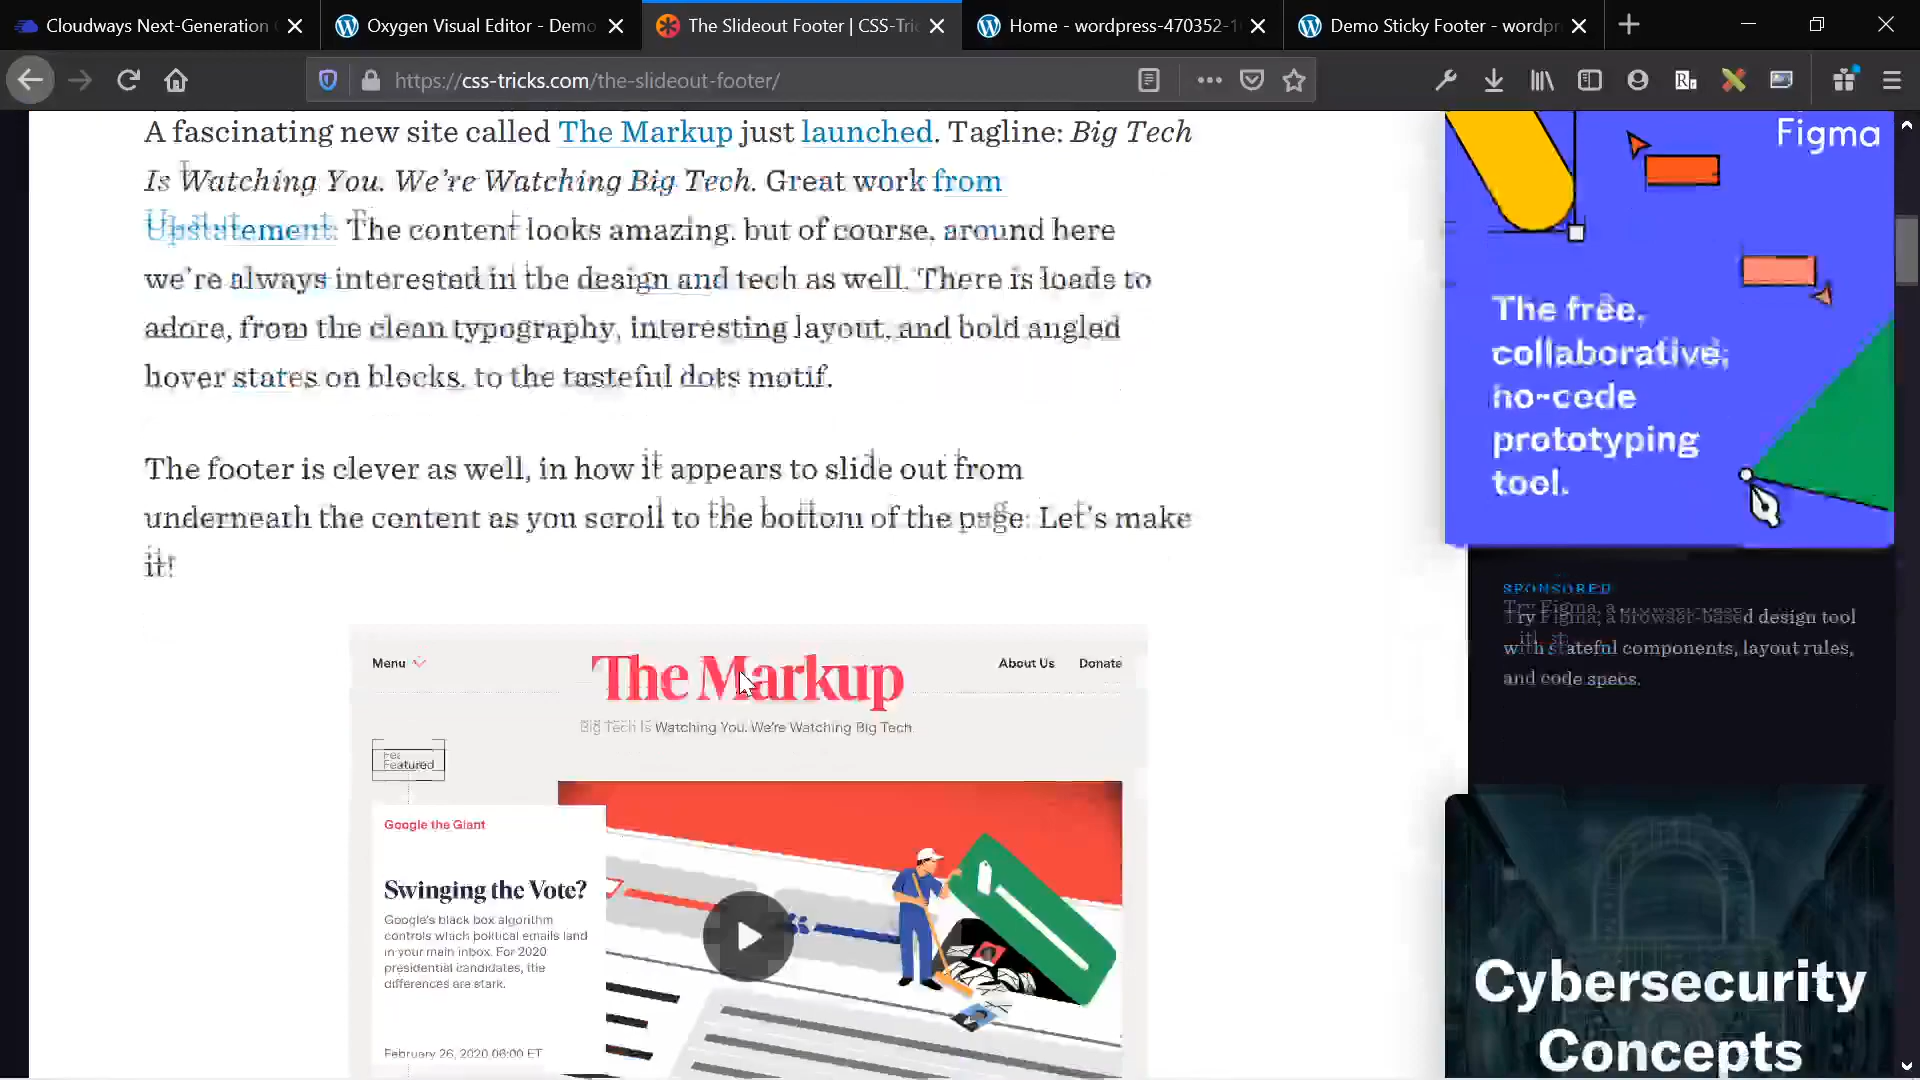 Cloudways Next-Generation
Oxygen Visual Editor - Demo
The Slideout Footer | CSS-Tric
Home - wordpress-470352-1
Demo Sticky Footer - wordpr
https://css-tricks.com/the-slideout-footer/
A fascinating new site called The Markup just launched. Tagline: Big Tech
Is Watching You. We're Watching Big Tech. Great work from
Upstatement. The content looks amazing, but of course, around here
we're always interested in the design and tech as well. There is loads to
adore, from the clean typography, interesting layout, and bold angled
hover states on blocks, to the tasteful dots motif.
The footer is clever as well, in how it appears to slide out from
underneath the content as you scroll to the bottom of the page. Let's make
it!
Menu
The Markup
About Us
Donate
Big Tech Is Watching You. We're Watching Big Tech
Featured
Google the Giant
Swinging the Vote?
Google's black box algorithm
controls which political emails land
in your main inbox. For 2020
presidential candidates, the
differences are stark.
February 26, 2020 06:00 ET
Figma
The free,
collaborative,
no-code
prototyping
tool.
SPONSORED
Try Figma, a browser-based design tool
with stateful components, layout rules,
and code specs.
Cybersecurity
Concepts